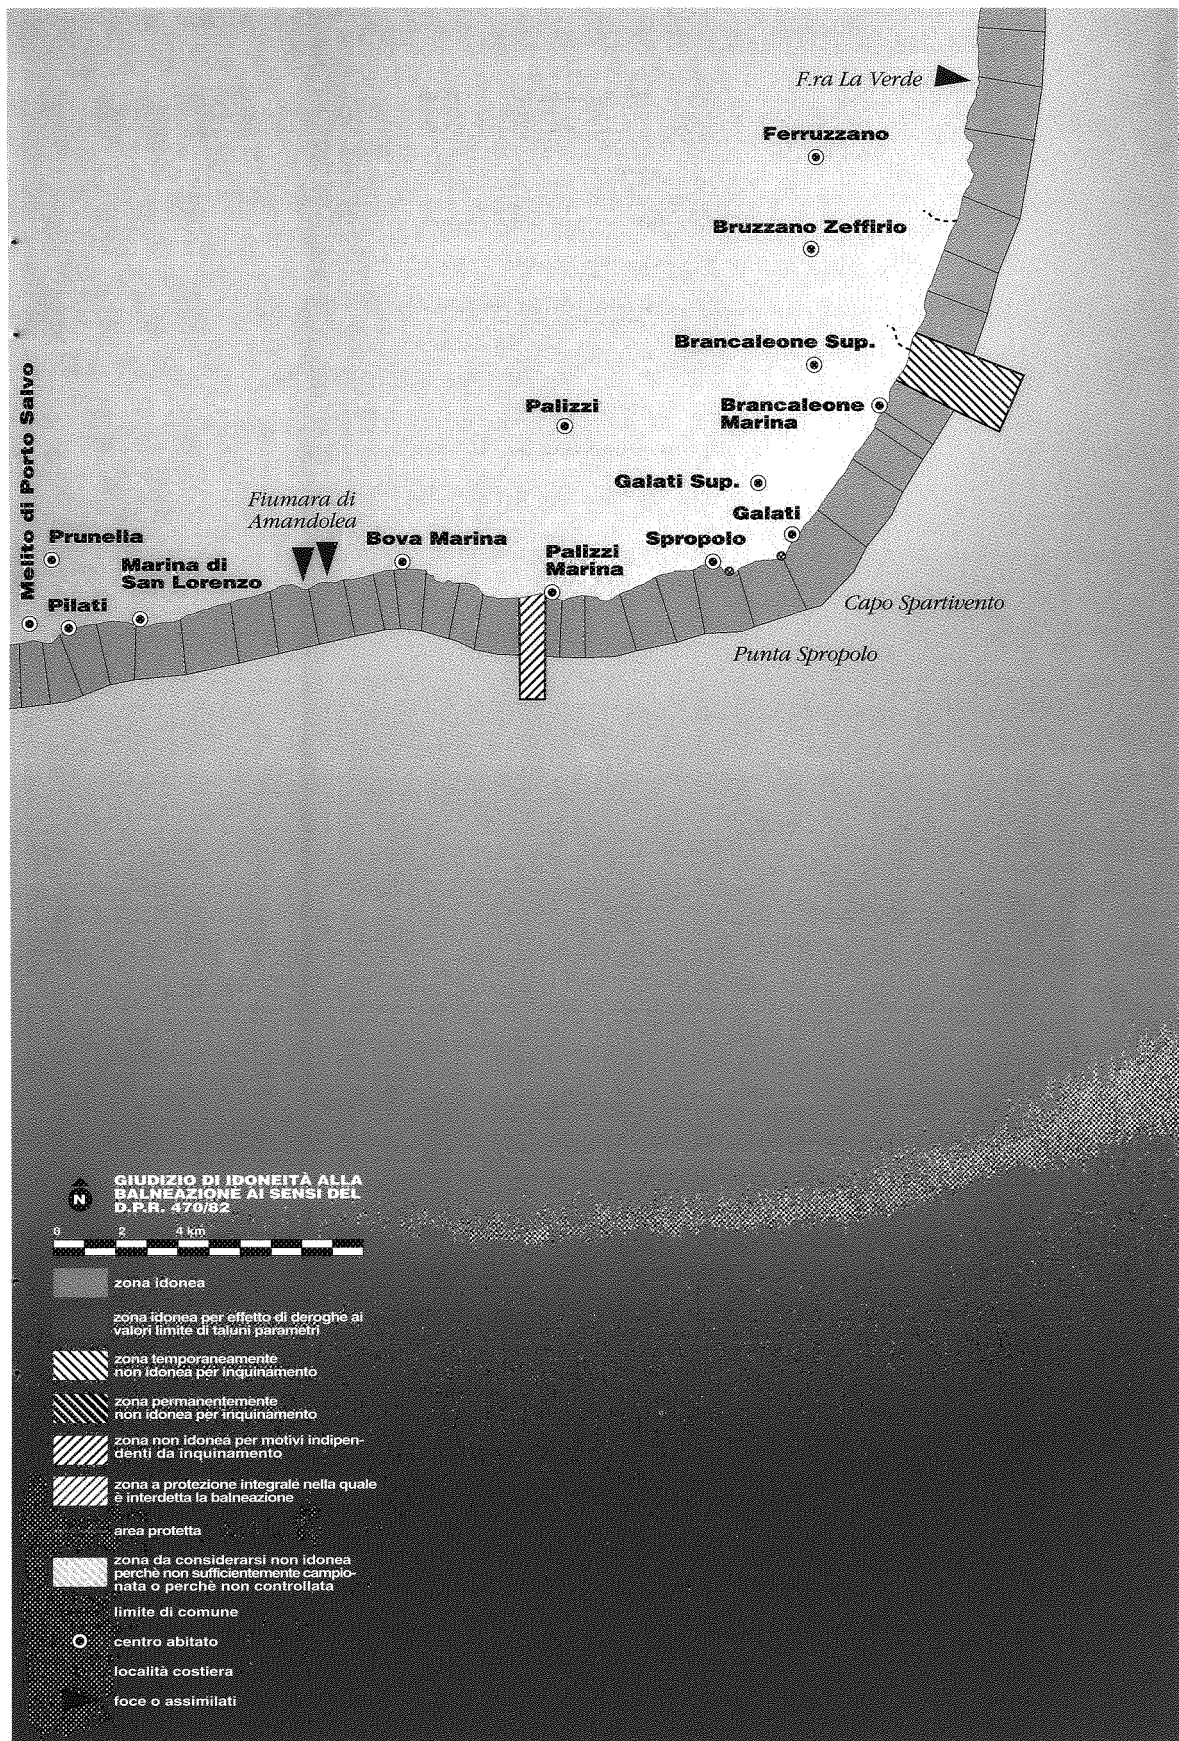 F.ra La Verde
Ferruzzano
Bruzzano Zeffirio
Brancaleone Sup.
Palizzi
Brancaleone
Marina
Melito di Porto Salvo
Galati Sup.
Fiumara di
Amandolea
Galati
Prunella
Bova Marina
Spropolo
Palizzi
Marina
Marina di
San Lorenzo
Pilati
Capo Spartivento
Punta Spropolo
N
GIUDIZIO DI IDONEITÀ ALLA
BALNEAZIONE AI SENSI DEL
D.P.R. 470/82
0 2 4 km
zona idonea
zona idonea per effetto di deroghe ai
valori limite di taluni parametri
zona temporaneamente
non idonea per inquinamento
zona permanentemente
non idonea per inquinamento
zona non idonea per motivi indipen-
denti da inquinamento
zona a protezione integrale nella quale
è interdetta la balneazione
area protetta
zona da considerarsi non idonea
perchè non sufficientemente campio-
nata o perchè non controllata
limite di comune
centro abitato
località costiera
foce o assimilati